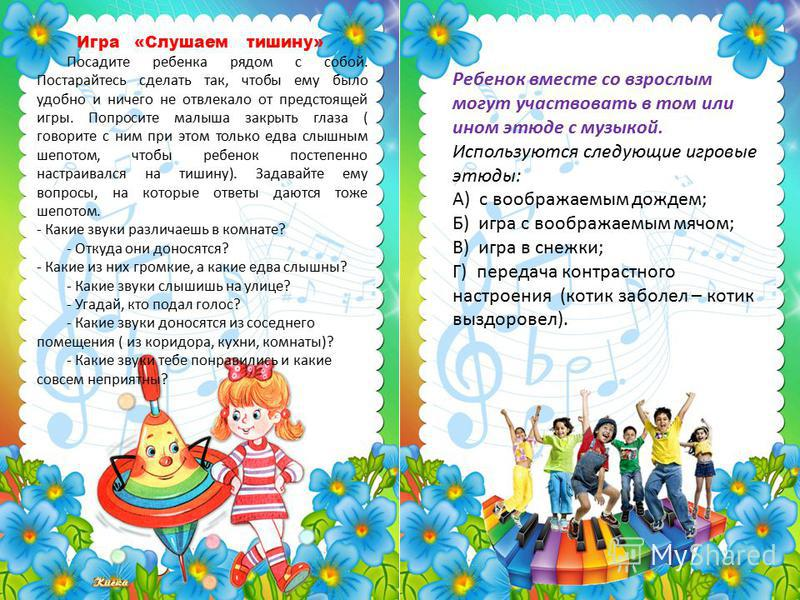 Игра «Слушаем тишину»
Посадите ребенка рядом с собой.
Постарайтесь сделать так, чтобы ему было
удобно и ничего не отвлекало от предстоящей
игры. Попросите малыша закрыть глаза (
говорите с ним при этом только едва слышным
шепотом, чтобы ребенок постепенно
настраивался на тишину). Задавайте ему
вопросы, на которые ответы даются тоже
шепотом.
- Какие звуки различаешь в комнате?
- Откуда они доносятся?
- Какие из них громкие, а какие едва слышны?
- Какие звуки слышишь на улице?
- Угадай, кто подал голос?
- Какие звуки доносятся из соседнего
помещения ( из коридора, кухни, комнаты)?
- Какие звуки тебе понравились и какие
совсем неприятны?
Киска
Ребенок вместе со взрослым
могут участвовать в том или
ином этюде с музыкой.
Используются следующие игровые
этюды:
А) с воображаемым дождем;
Б) игра с воображаемым мячом;
В) игра в снежки;
Г) передача контрастного
настроения (котик заболел – котик
выздоровел).
MyShared